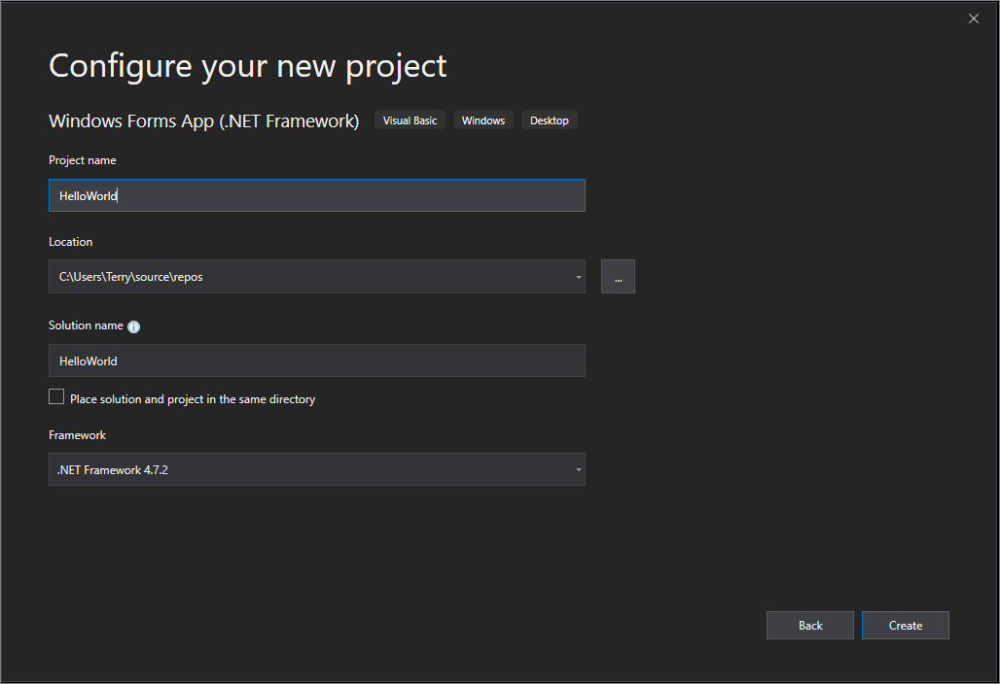 Configure your new project
Windows Forms App (.NET Framework) Visual Basic Windows Desktop
Project name
HelloWorld
Location
C:\Users\Terry\source\repos
...
Solution name
HelloWorld
Place solution and project in the same directory
Framework
.NET Framework 4.7.2
Back Create